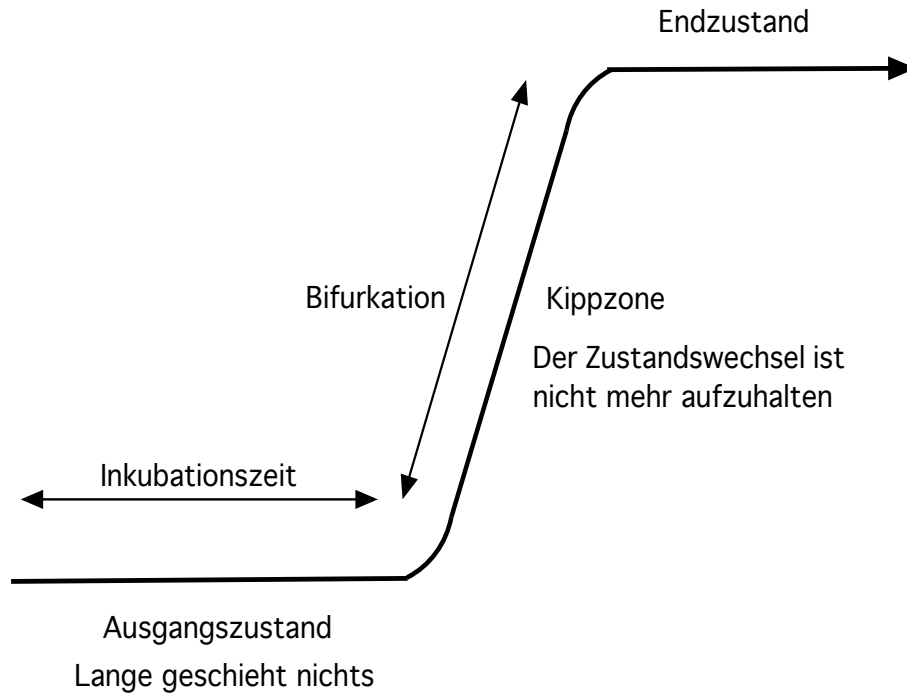 Endzustand
Bifurkation
Kippzone
Der Zustandswechsel ist
nicht mehr aufzuhalten
Inkubationszeit
Ausgangszustand
Lange geschieht nichts